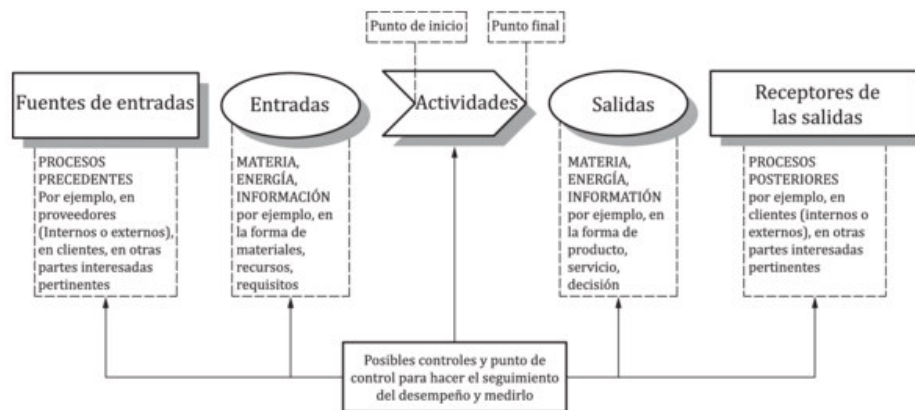 Punto de inicio
Punto final
Fuentes de entradas
Entradas
Actividades
Salidas
Receptores de
las salidas
PROCESOS
PRECEDENTES
Por ejemplo, en
proveedores
(Internos o externos),
en clientes, en otras
partes interesadas
pertinentes
MATERIA,
ENERGÍA,
INFORMACIÓN
por ejemplo, en
la forma de
materiales,
recursos,
requisitos
MATERIA,
ENERGÍA,
INFORMATIÓN
por ejemplo, en
la forma de
producto,
servicio,
decisión
PROCESOS
POSTERIORES
por ejemplo, en
clientes (internos o
externos), en otras
partes interesadas
pertinentes
Posibles controles y punto de
control para hacer el seguimiento
del desempeño y medirlo